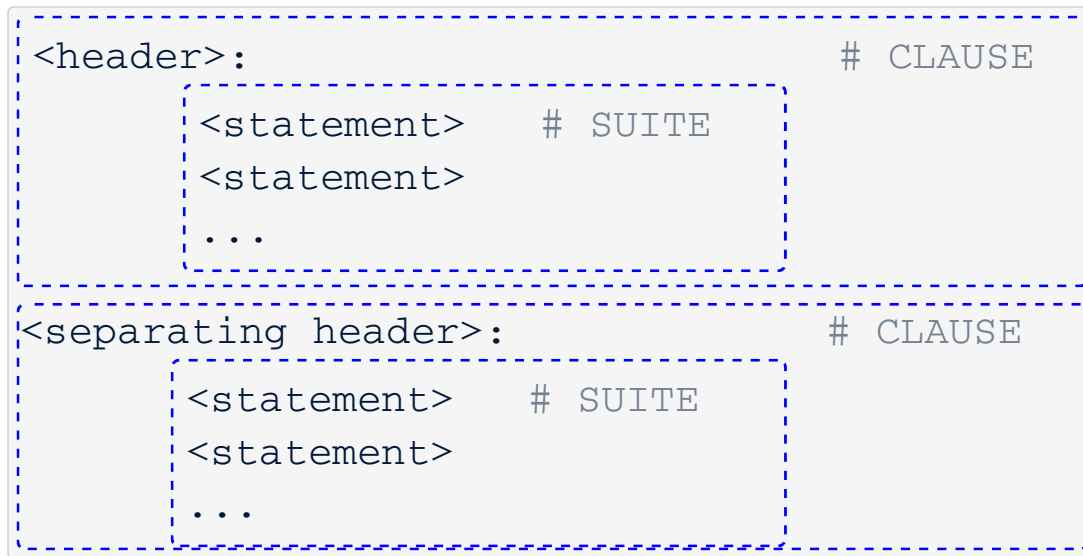 <header>: # CLAUSE
<statement> # SUITE
<statement>
...
<separating header>: # CLAUSE
<statement> # SUITE
<statement>
...